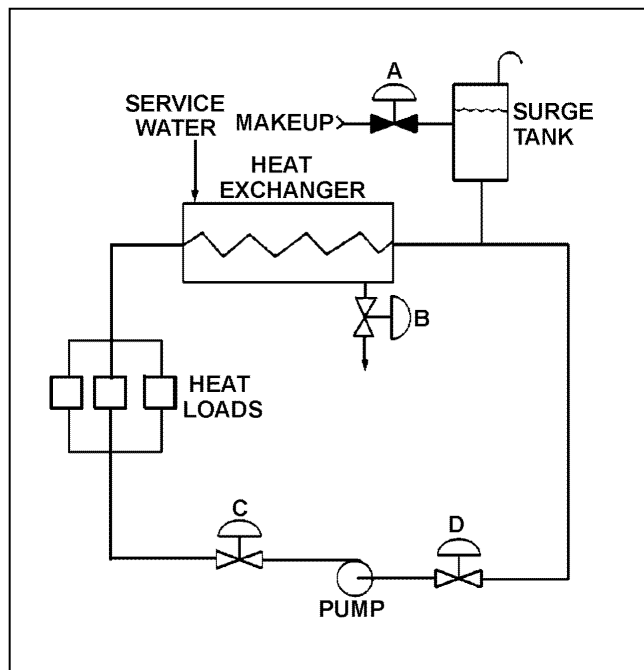 A
SERVICE
WATER
MAKEUP
SURGE
TANK
HEAT
EXCHANGER
B
HEAT
LOADS
C
D
PUMP